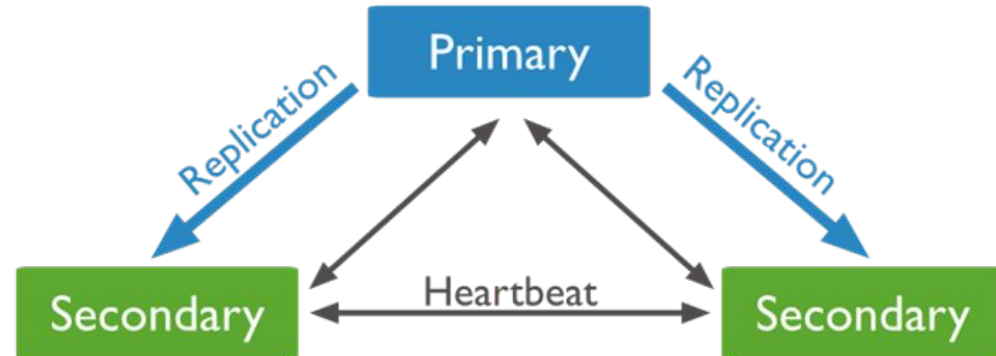 Primary
Replication
Replication
Heartbeat
Secondary
Secondary